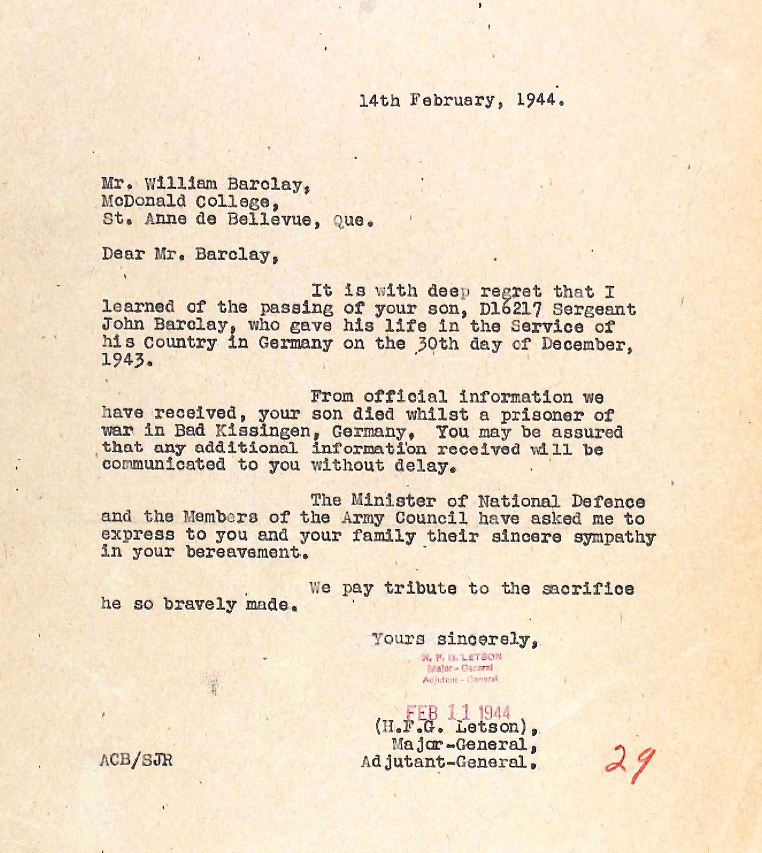 14th February, 1944.
Mr. William Barclay,
McDonald College,
St. Anne de Bellevue, Que.
Dear Mr. Barclay,
It is with deep regret that I
learned of the passing of your son, D16217 Sergeant
John Barclay, who gave his life in the Service of
his Country in Germany on the 30th day of December,
1943.
From official information we
have received, your son died whilst a prisoner of
war in Bad Kissingen, Germany. You may be assured
that any additional information received will be
communicated to you without delay.
The Minister of National Defence
and the Members of the Army Council have asked me to
express to you and your family their sincere sympathy
in your bereavement.
We pay tribute to the sacrifice
he so bravely made.
Yours sincerely,
H. F. G. LETSON
Major-General
Adjutant-General
FEB 11 1944
(H.F.G. Letson),
Major-General,
ACB/SJR Adjutant-General.
29